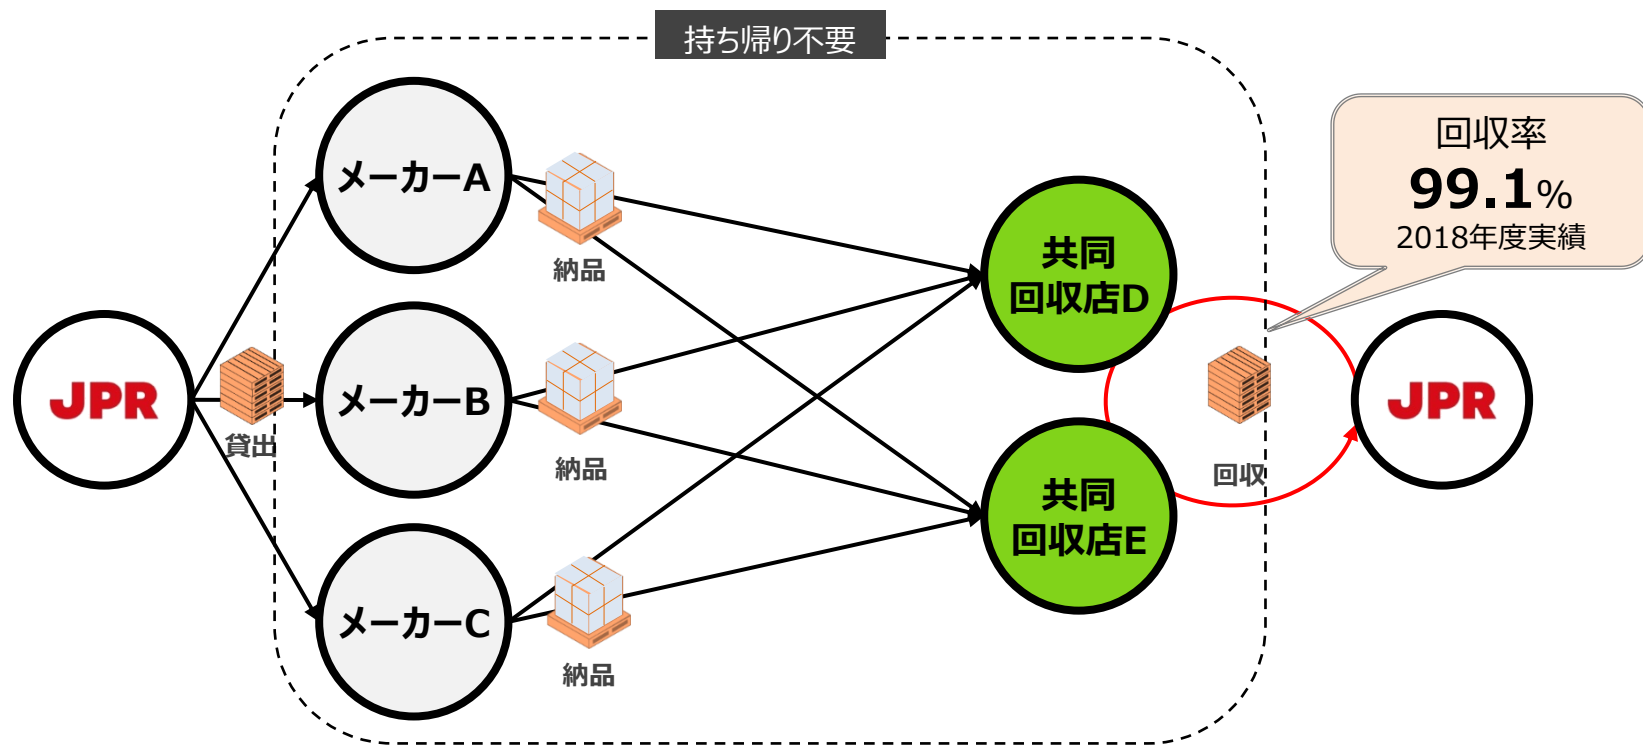 持ち帰り不要
回収率
99.1%
2018年度実績
メーカーA
納品
共同
回収店D
JPR
貸出
メーカーB
納品
回収
JPR
共同
回収店E
メーカーC
納品